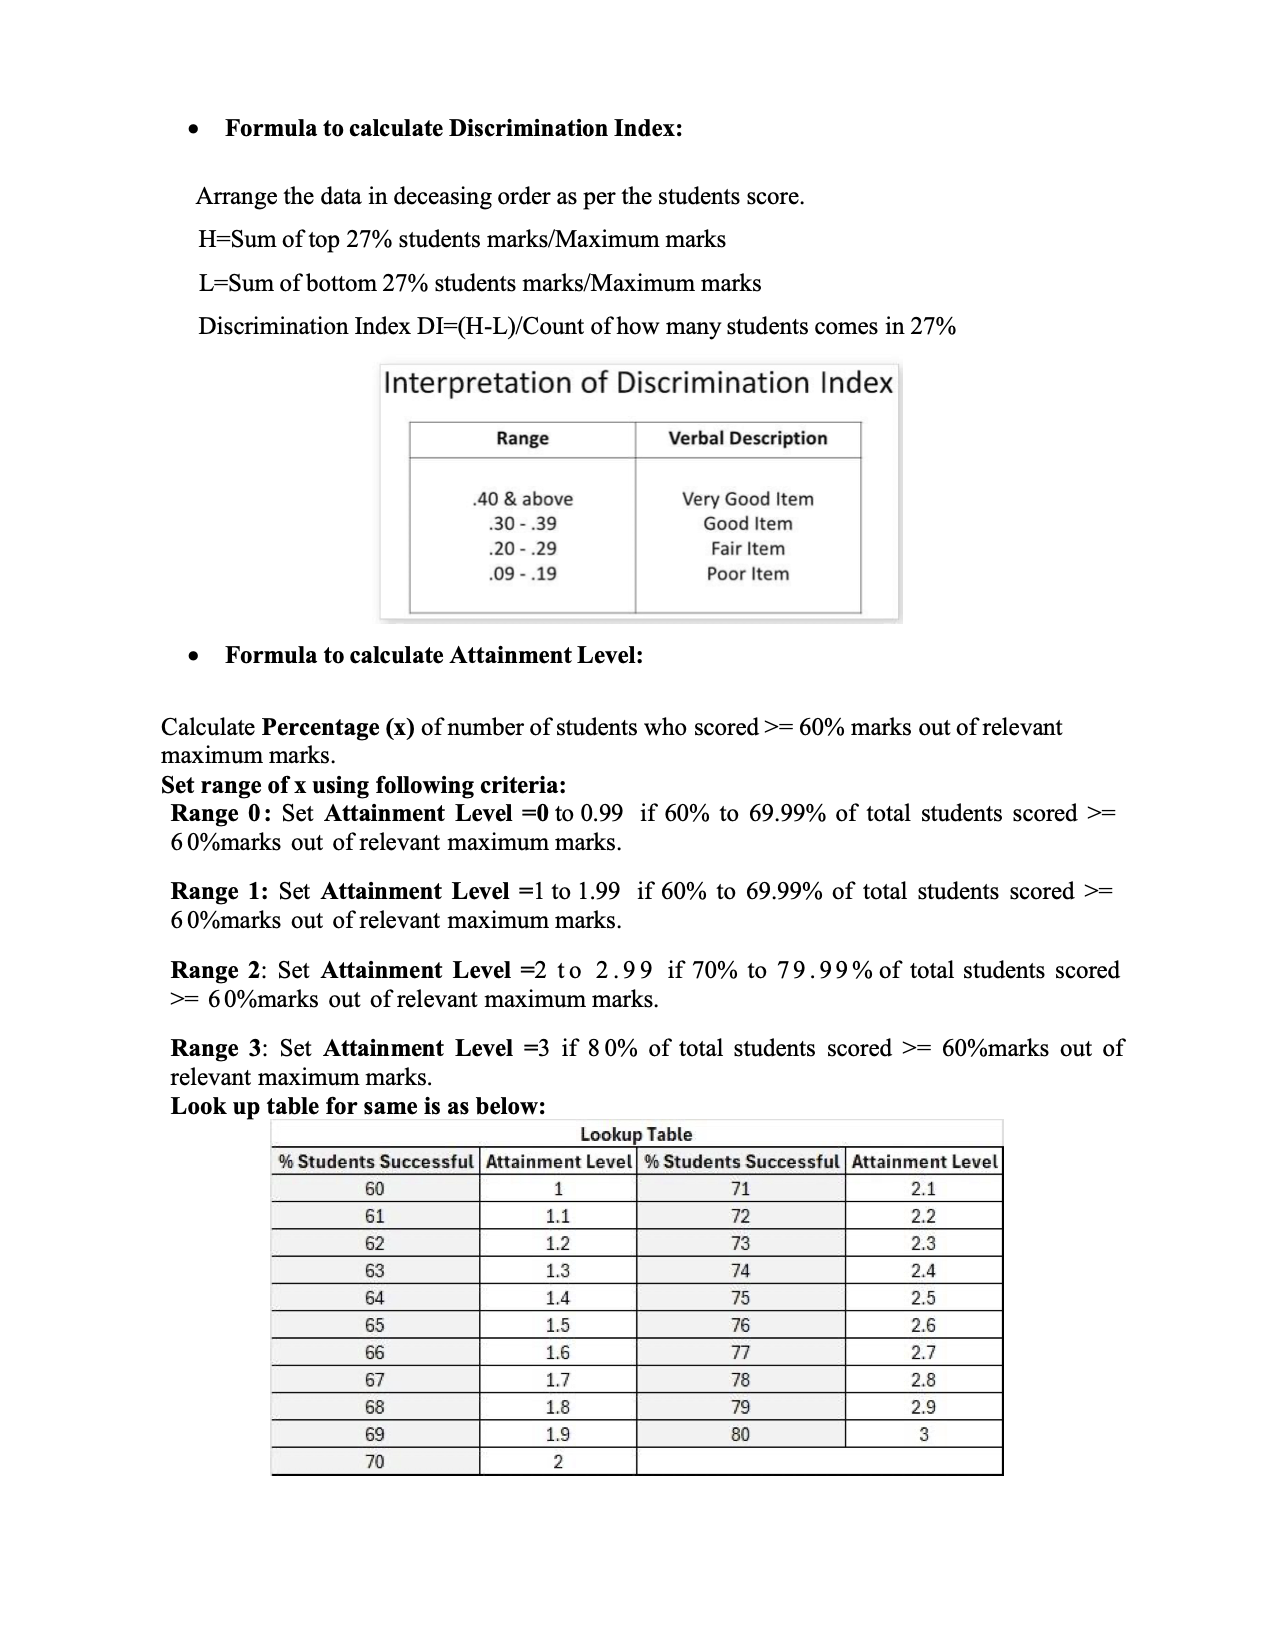 • Formula to calculate Discrimination Index:
Arrange the data in deceasing order as per the students score.
H=Sum of top 27% students marks/Maximum marks
L=Sum of bottom 27% students marks/Maximum marks
Discrimination Index DI=(H-L)/Count of how many students comes in 27%
Interpretation of Discrimination Index
Range Verbal Description
.40 & above Very Good Item
.30 - .39 Good Item
.20 - .29 Fair Item
.09 - .19 Poor Item
• Formula to calculate Attainment Level:
Calculate Percentage (x) of number of students who scored >= 60% marks out of relevant
maximum marks.
Set range of x using following criteria:
Range 0: Set Attainment Level =0 to 0.99 if 60% to 69.99% of total students scored >=
60%marks out of relevant maximum marks.
Range 1: Set Attainment Level =1 to 1.99 if 60% to 69.99% of total students scored >=
60%marks out of relevant maximum marks.
Range 2: Set Attainment Level =2 to 2.99 if 70% to 79.99% of total students scored
>= 60%marks out of relevant maximum marks.
Range 3: Set Attainment Level =3 if 80% of total students scored >= 60%marks out of
relevant maximum marks.
Look up table for same is as below:
Lookup Table
% Students Successful Attainment Level % Students Successful Attainment Level
60 1 71 2.1
61 1.1 72 2.2
62 1.2 73 2.3
63 1.3 74 2.4
64 1.4 75 2.5
65 1.5 76 2.6
66 1.6 77 2.7
67 1.7 78 2.8
68 1.8 79 2.9
69 1.9 80 3
70 2